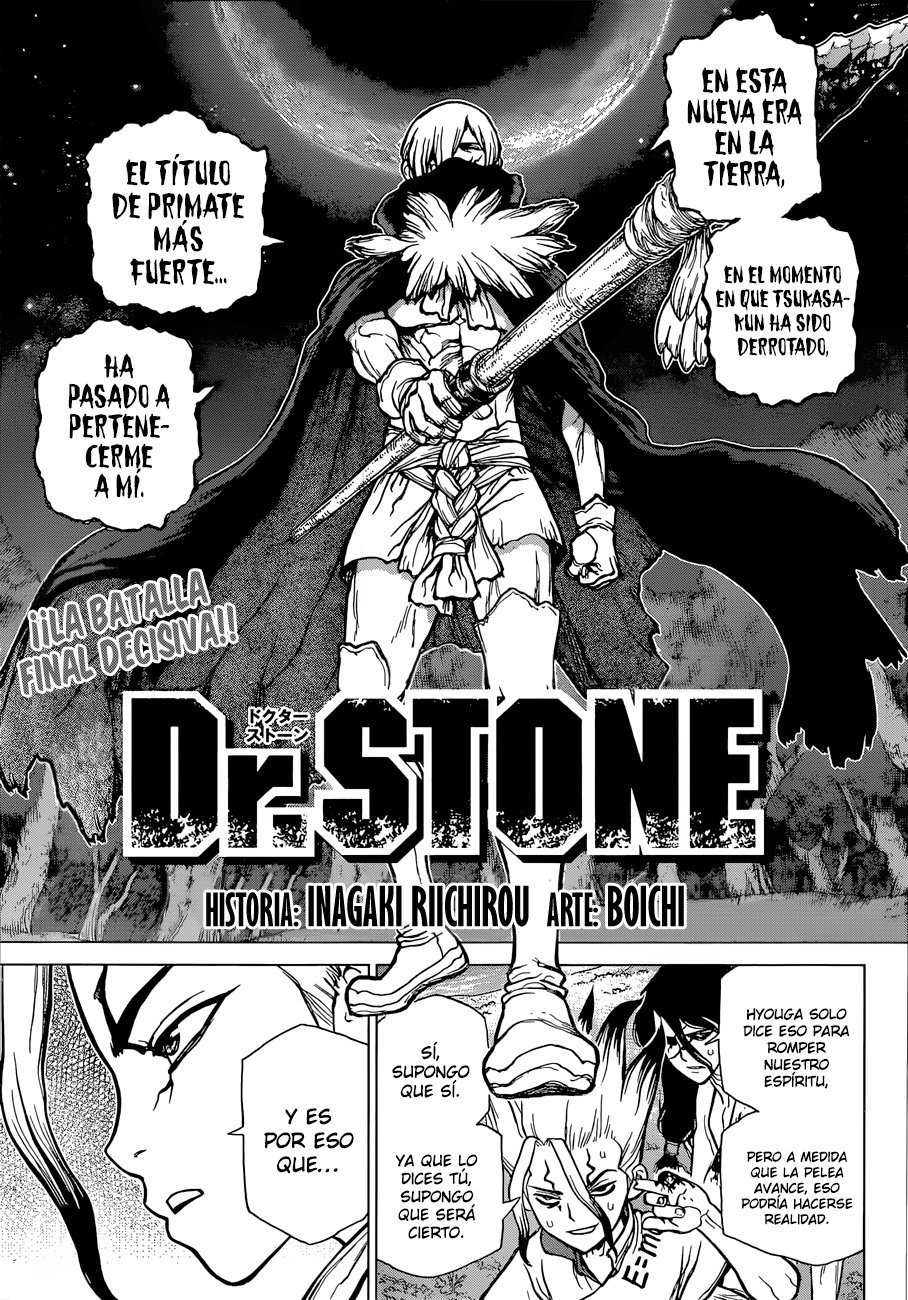 EN ESTA
NUEVA ERA
EN LA
TIERRA,
EN EL MOMENTO
EN QUE TSUKASA-
KUN HA SIDO
DERROTADO,
EL TÍTULO
DE PRIMATE
MÁS
FUERTE...
HA
PASADO A
PERTENE-
CERME
A MÍ.
¡¡LA BATALLA
FINAL DECISIVA!!
ドクター
ストーン
Dr.STONE
HISTORIA: INAGAKI RIICHIROU ARTE: BOICHI
HYOUGA SOLO
DICE ESO PARA
ROMPER
NUESTRO
ESPÍRITU,
PERO A MEDIDA
QUE LA PELEA
AVANCE, ESO
PODRÍA HACERSE
REALIDAD.
SÍ,
SUPONGO
QUE SÍ.
YA QUE LO
DICES TÚ,
SUPONGO
QUE SERÁ
CIERTO.
E=m
Y ES
POR ESO
QUE...